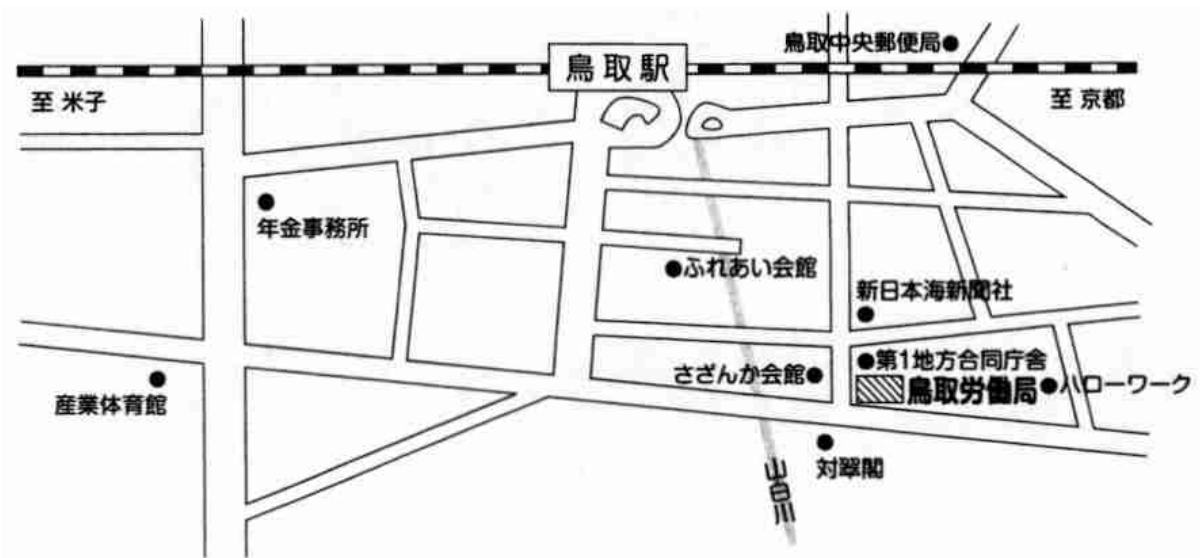 鳥取中央郵便局
鳥取駅
至 米子
至 京都
年金事務所
ふれあい会館
新日本海新聞社
第1地方合同庁舎
さざんか会館
鳥取労働局
ハローワーク
産業体育館
対翠閣
山白川